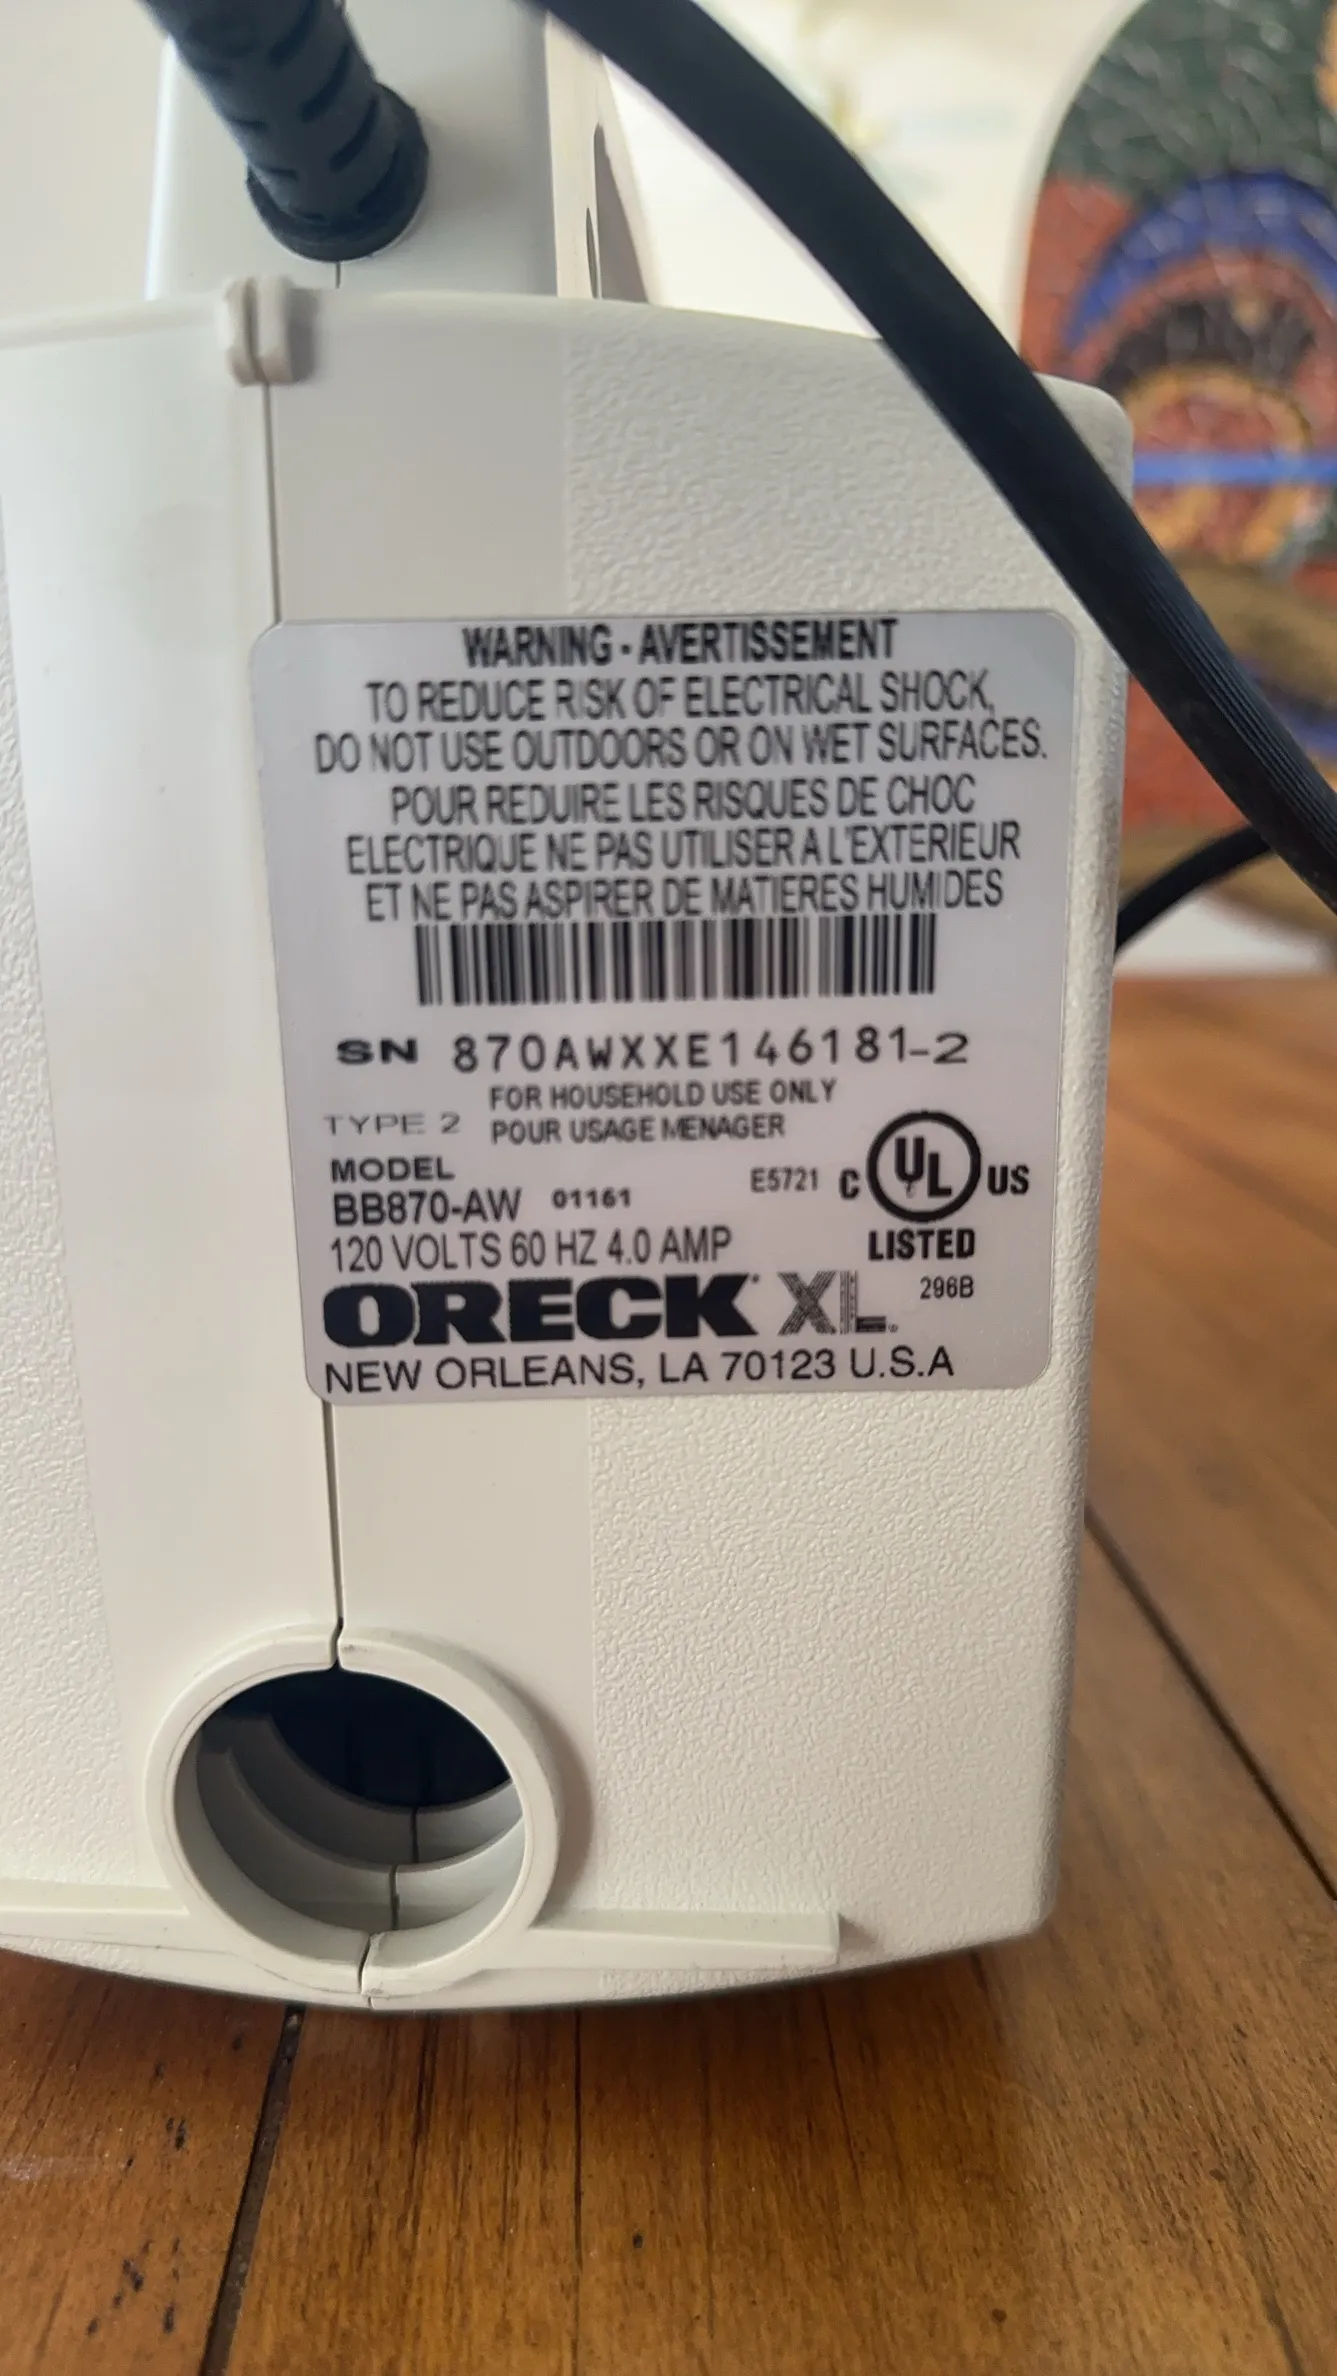 WARNING - AVERTISSEMENT
TO REDUCE RISK OF ELECTRICAL SHOCK,
DO NOT USE OUTDOORS OR ON WET SURFACES.
POUR REDUIRE LES RISQUES DE CHOC
ELECTRIQUE NE PAS UTILISER A L'EXTERIEUR
ET NE PAS ASPIRER DE MATIERES HUMIDES
SN 870AWXXE146181-2
FOR HOUSEHOLD USE ONLY
TYPE 2 POUR USAGE MENAGER
MODEL
BB870-AW 01161 E5721 C UL US
LISTED
120 VOLTS 60 HZ 4.0 AMP
296B
ORECK XL
NEW ORLEANS, LA 70123 U.S.A